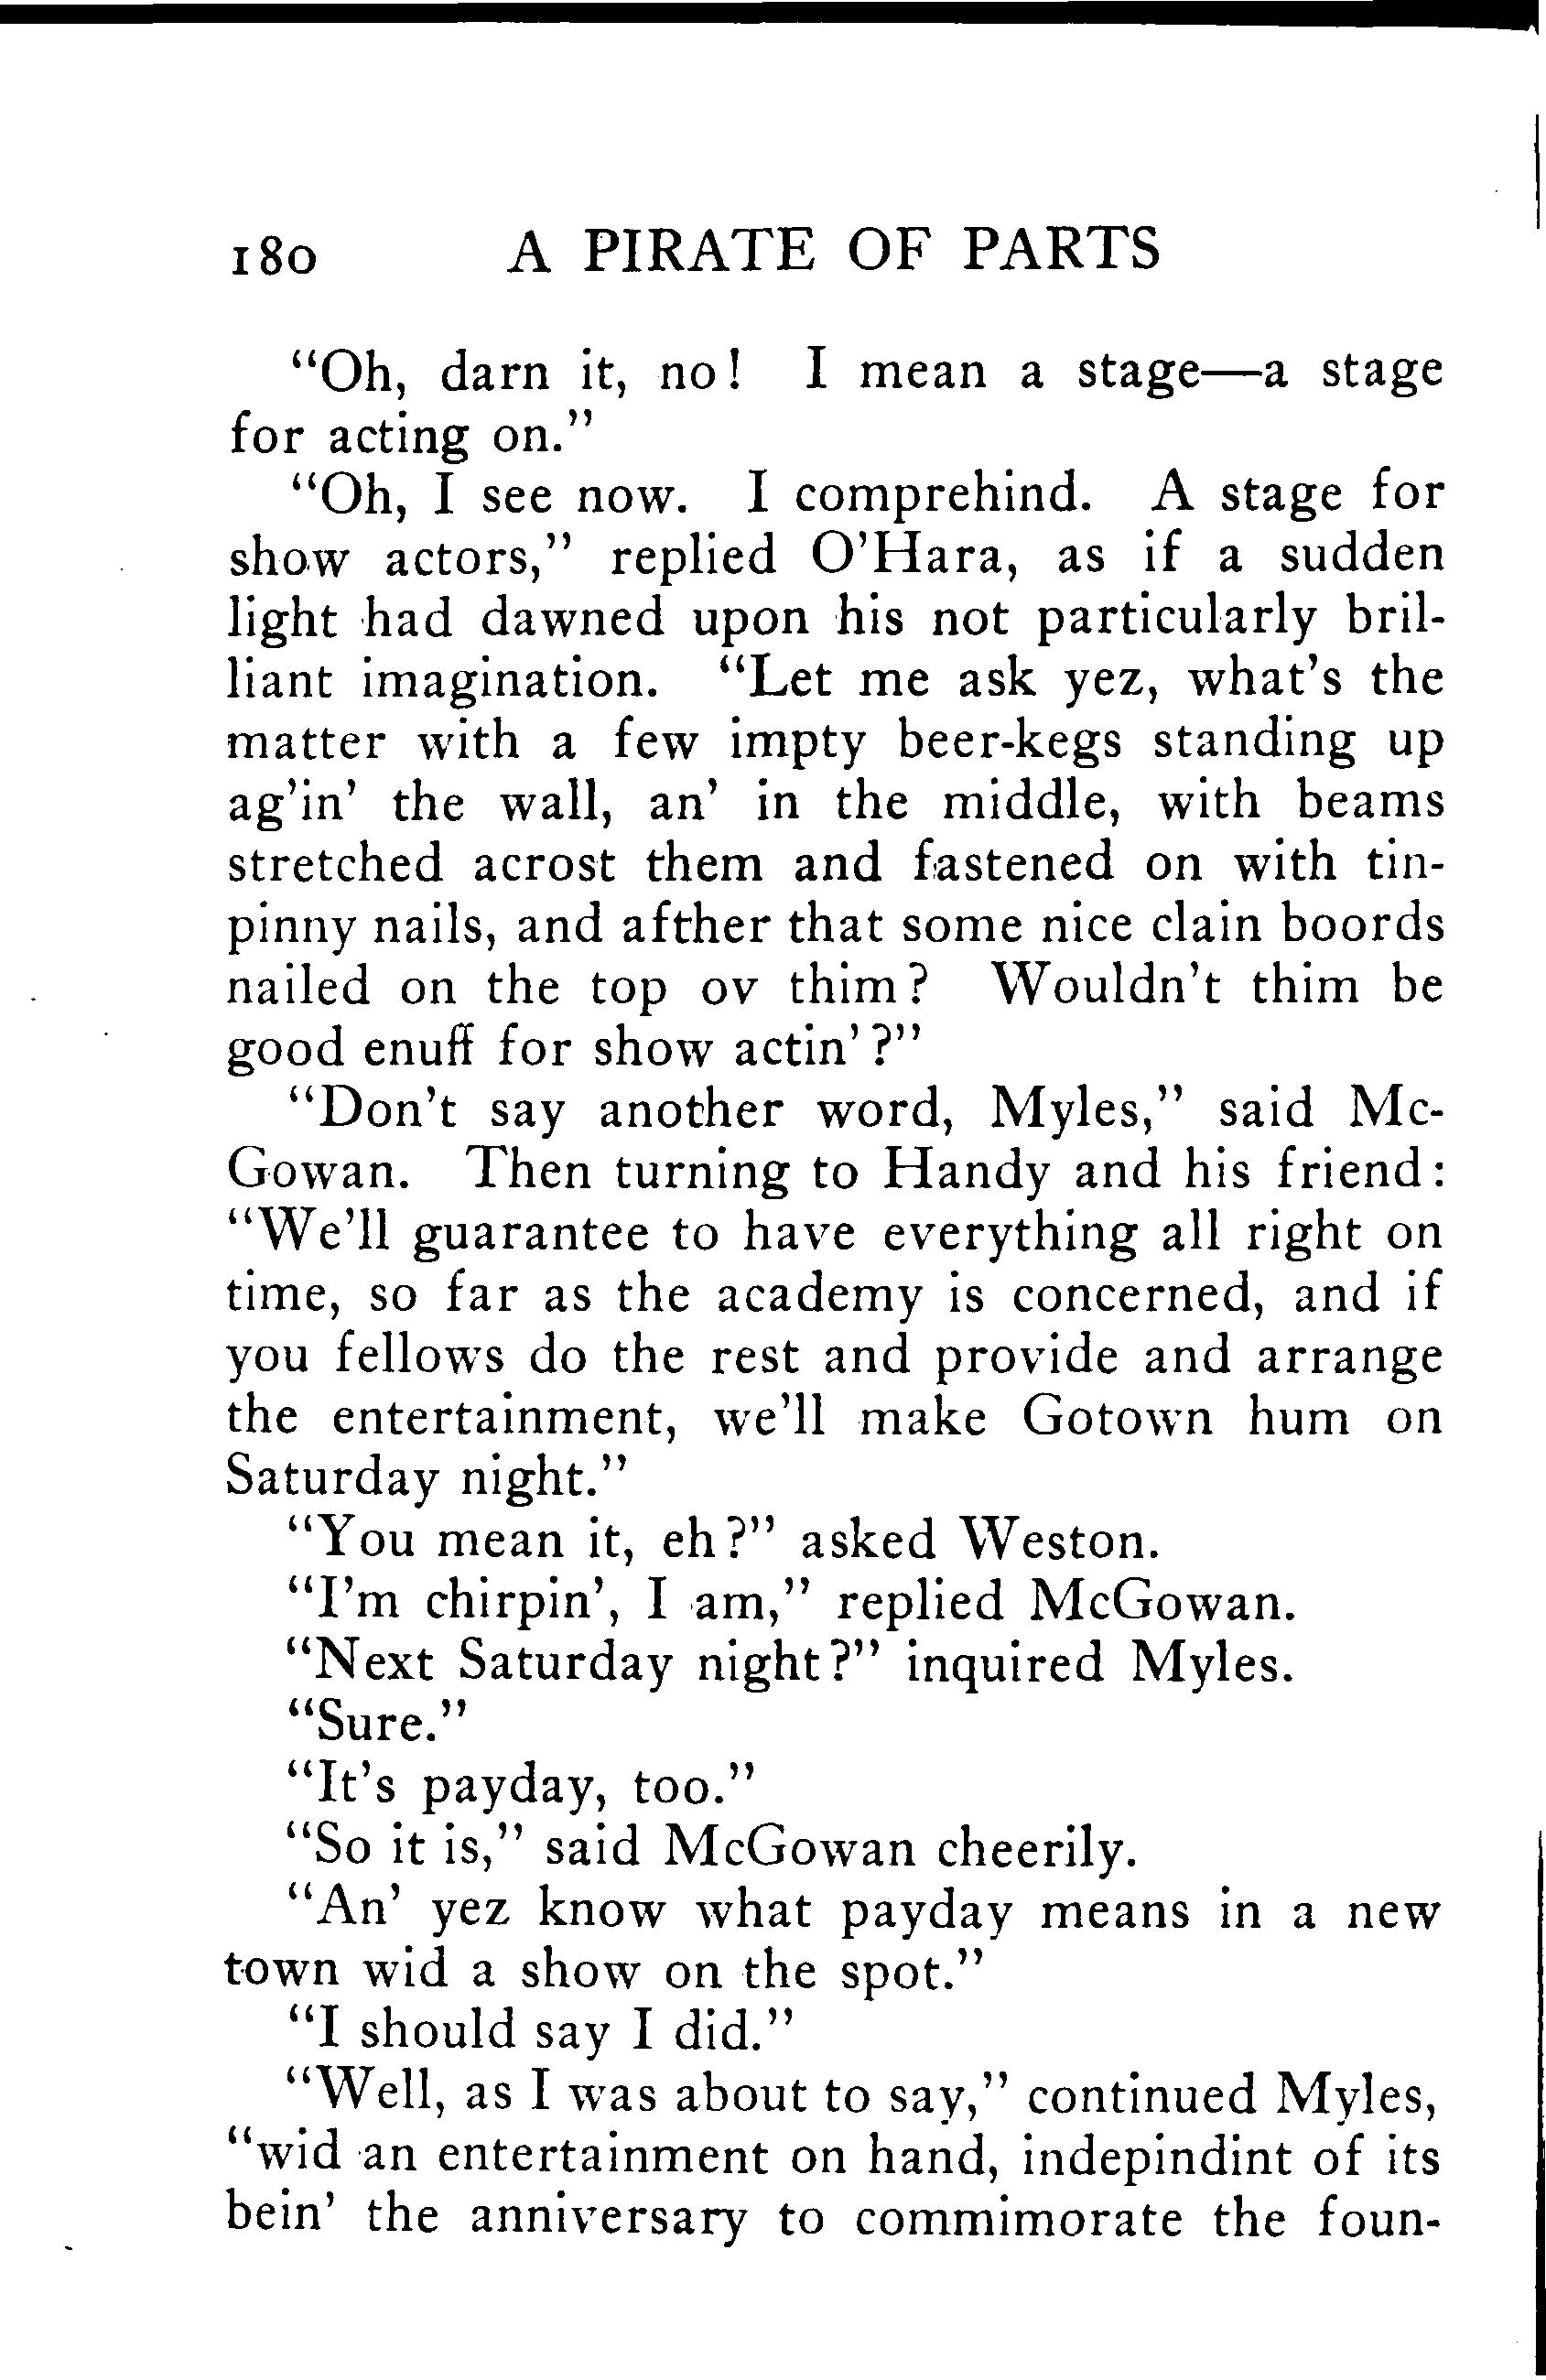 180 A PIRATE OF PARTS
"Oh, darn it, no! I mean a stage—a stage
for acting on."
"Oh, I see now. I comprehind. A stage for
show actors," replied O'Hara, as if a sudden
light had dawned upon his not particularly bril-
liant imagination. "Let me ask yez, what's the
matter with a few impty beer-kegs standing up
ag'in' the wall, an' in the middle, with beams
stretched acrost them and fastened on with tin-
pinny nails, and afther that some nice clain boords
nailed on the top ov thim? Wouldn't thim be
good enuff for show actin'?"
"Don't say another word, Myles," said Mc-
Gowan. Then turning to Handy and his friend:
"We'll guarantee to have everything all right on
time, so far as the academy is concerned, and if
you fellows do the rest and provide and arrange
the entertainment, we'll make Gotown hum on
Saturday night."
"You mean it, eh?" asked Weston.
"I'm chirpin', I am," replied McGowan.
"Next Saturday night?" inquired Myles.
"Sure."
"It's payday, too."
"So it is," said McGowan cheerily.
"An' yez know what payday means in a new
town wid a show on the spot."
"I should say I did."
"Well, as I was about to say," continued Myles,
"wid an entertainment on hand, indepindint of its
bein' the anniversary to commimorate the foun-